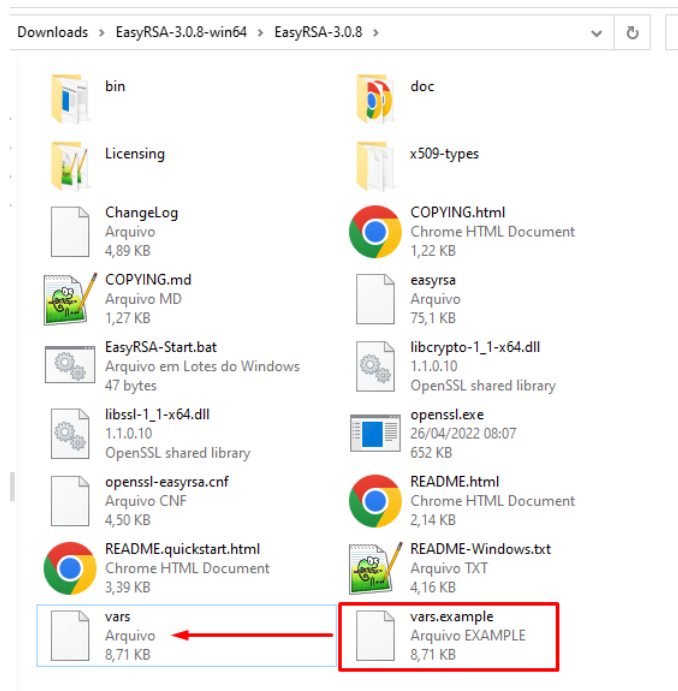 Downloads > EasyRSA-3.0.8-win64 > EasyRSA-3.0.8 >
bin
doc
Licensing
x509-types
ChangeLog
Arquivo
4,89 KB
COPYING.html
Chrome HTML Document
1,22 KB
COPYING.md
Arquivo MD
1,27 KB
easyrsa
Arquivo
75,1 KB
EasyRSA-Start.bat
Arquivo em Lotes do Windows
47 bytes
libcrypto-1_1-x64.dll
1.1.0.10
OpenSSL shared library
libssl-1_1-x64.dll
1.1.0.10
OpenSSL shared library
openssl.exe
26/04/2022 08:07
652 KB
openssl-easyrsa.cnf
Arquivo CNF
4,50 KB
README.html
Chrome HTML Document
2,14 KB
README.quickstart.html
Chrome HTML Document
3,39 KB
README-Windows.txt
Arquivo TXT
4,16 KB
vars
Arquivo
8,71 KB
vars.example
Arquivo EXAMPLE
8,71 KB